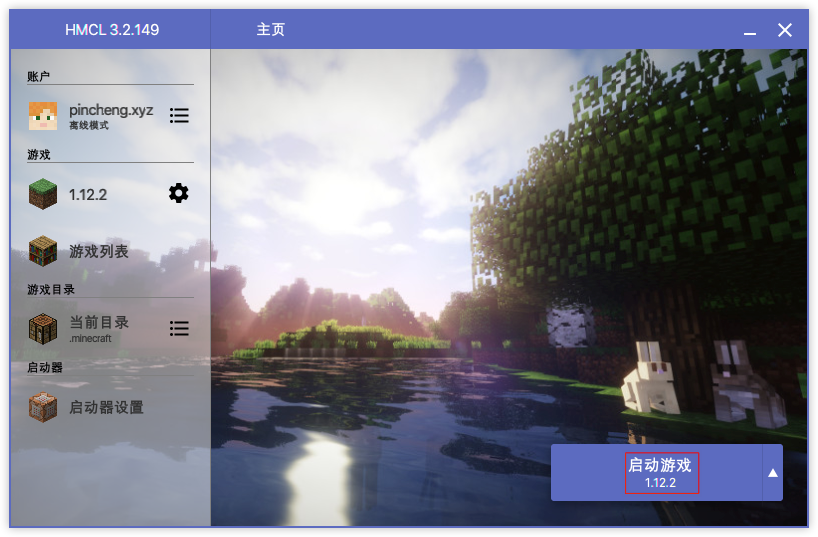 HMCL 3.2.149
主页
账户
pincheng.xyz
离线模式
游戏
1.12.2
游戏列表
游戏目录
当前目录
.minecraft
启动器
启动器设置
启动游戏
1.12.2